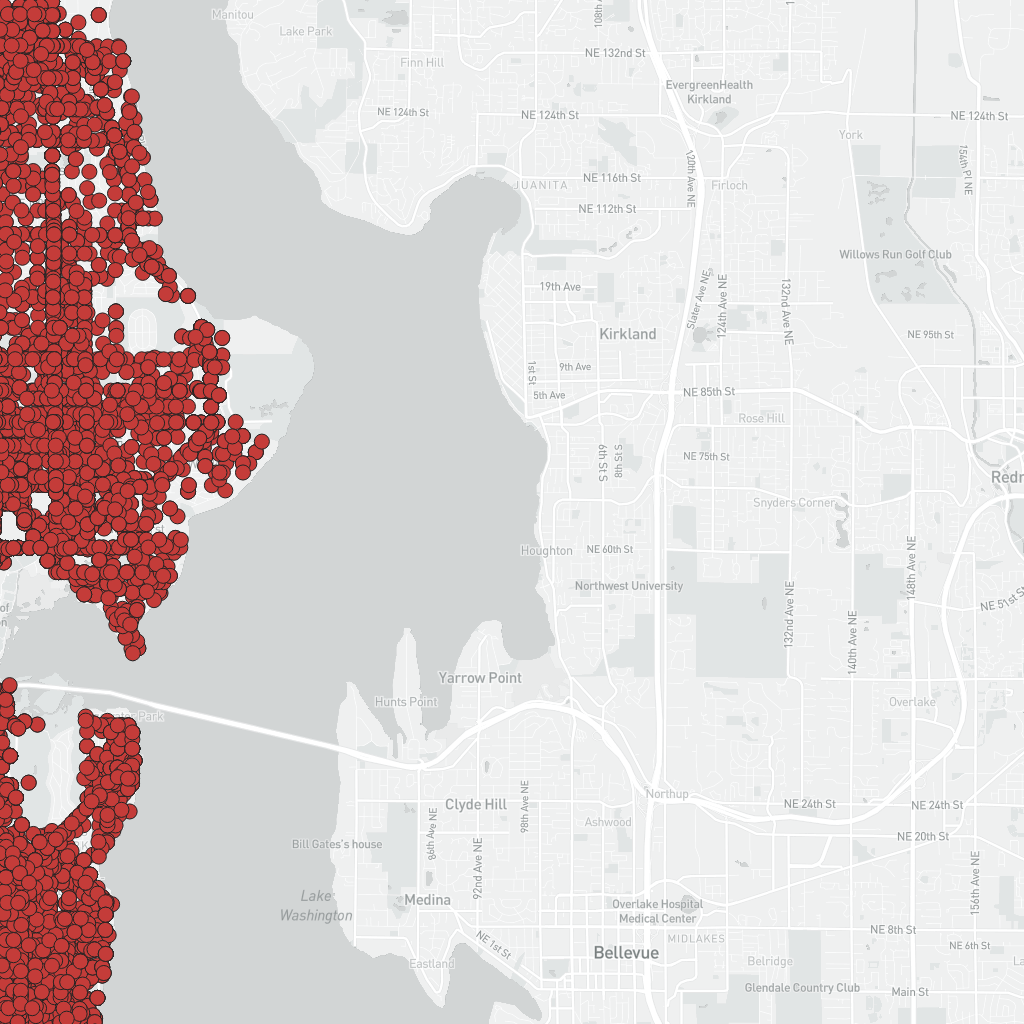 Manitou
Lake Park
108th
NE 132nd St
Finn Hill
EvergreenHealth
Kirkland
NE 124th St
NE 124th St
NE 124th St
York
120th Ave NE
154th Pl NE
JUANITA
NE 116th St
Firloch
NE 112th St
Willows Run Golf Club
19th Ave
Slater Ave NE
124th Ave NE
132nd Ave NE
Kirkland
NE 95th St
1st St
9th Ave
5th Ave
NE 85th St
Rose Hill
6th St S
8th St S
NE 75th St
Snyders Corner
Houghton
NE 60th St
148th Ave NE
Northwest University
132nd Ave NE
140th Ave NE
NE 51st
of
Yarrow Point
Hunts Point
Park
Overlake
Northup
Clyde Hill
98th Ave NE
NE 24th St
NE 24th St
Ashwood
86th Ave NE
NE 20th St
Bill Gates's house
92nd Ave NE
156th Ave NE
Lake
Washington
Medina
Overlake Hospital
Medical Center
NE 8th St
NE 1st St
MIDLAKES
NE 6th St
Bellevue
Eastland
Belridge
Glendale Country Club
Main St